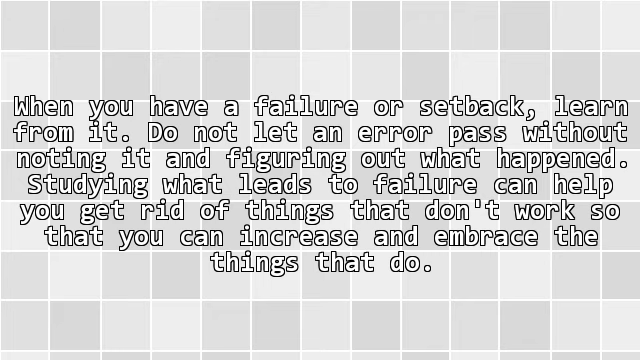 When you have a failure or setback, learn
from it. Do not let an error pass without
noting it and figuring out what happened.
Studying what leads to failure can help
you get rid of things that don't work so
that you can increase and embrace the
things that do.